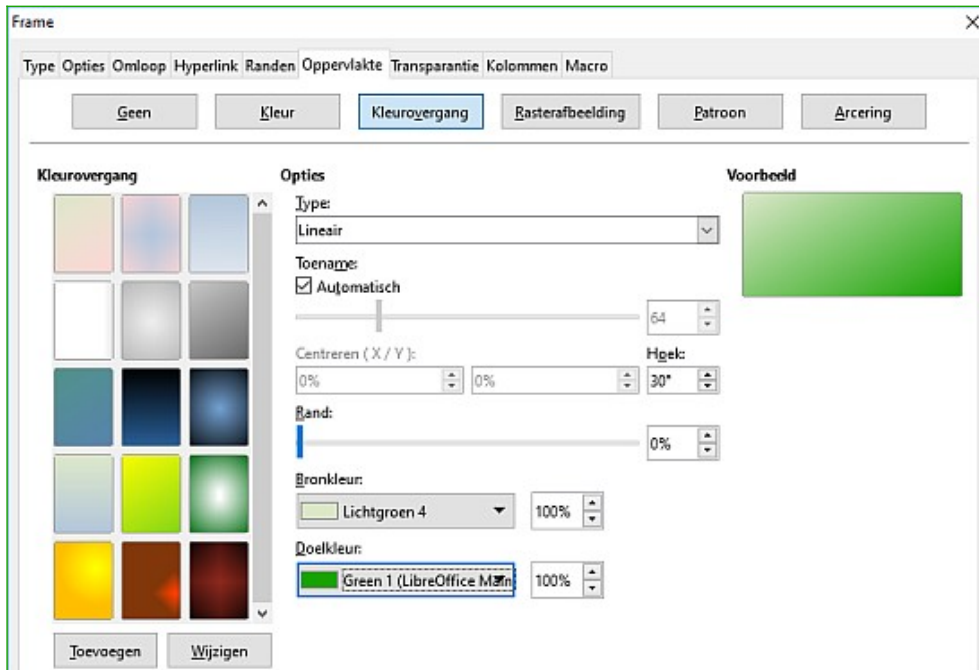 Frame
Type Opties Omloop Hyperlink Randen Oppervlakte Transparantie Kolommen Macro
Geen Kleur Kleurovergang Rasterafbeelding Patroon Arcering
Kleurovergang Opties Voorbeeld
Type:
Lineair
Toename:
Automatisch
64
Centreren ( X / Y ): Hoek:
0% 0% 30°
Rand:
0%
Bronkleur:
Lichtgroen 4 100%
Doelkleur:
Green 1 (LibreOffice Main 100%
Toevoegen Wijzigen